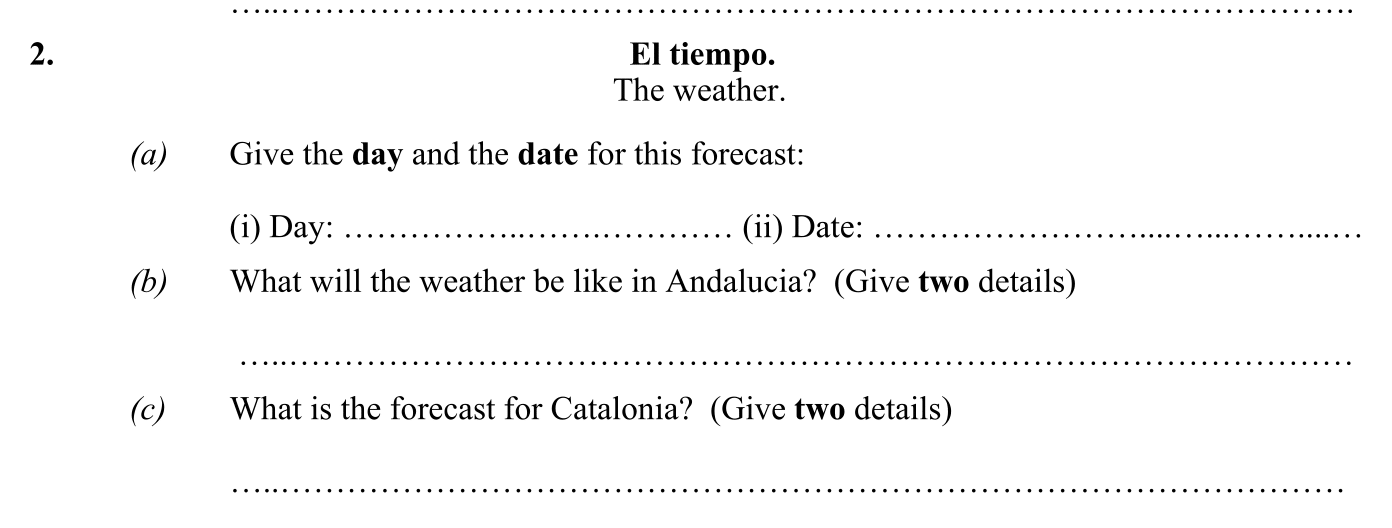 …..………………………………………………………………………………………….
2. El tiempo.
The weather.
(a) Give the day and the date for this forecast:
(i) Day: ……………..…….………… (ii) Date: ……………………....…..……....…
(b) What will the weather be like in Andalucia? (Give two details)
…..…………………………………………………………………………………………
(c) What is the forecast for Catalonia? (Give two details)
…..…………………………………………………………………………………………